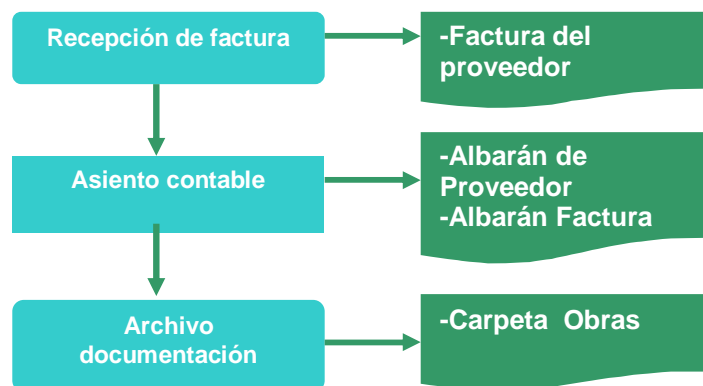 Recepción de factura
-Factura del
proveedor
Asiento contable
-Albarán de
Proveedor
-Albarán Factura
Archivo
documentación
-Carpeta Obras